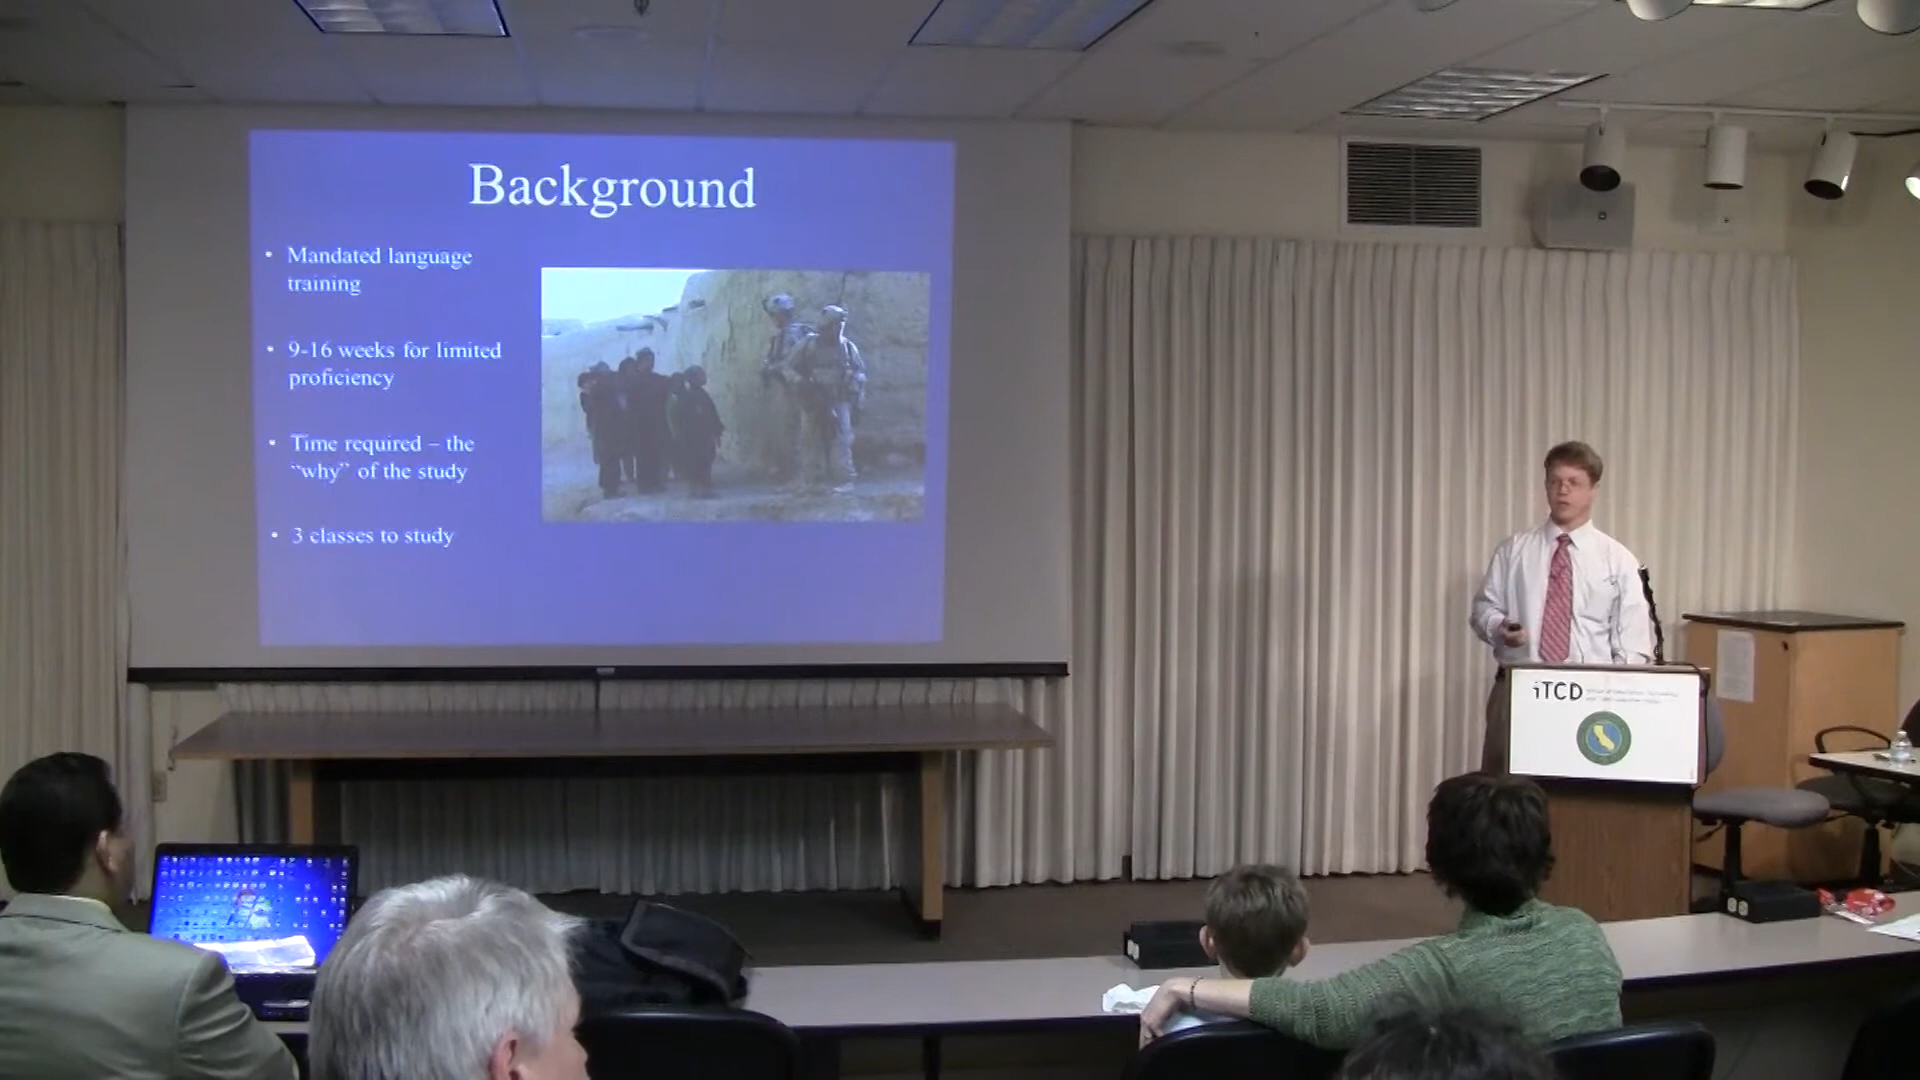 Background
• Mandated language
training
• 9-16 weeks for limited
proficiency
• Time required – the
“why” of the study
• 3 classes to study
iTCD